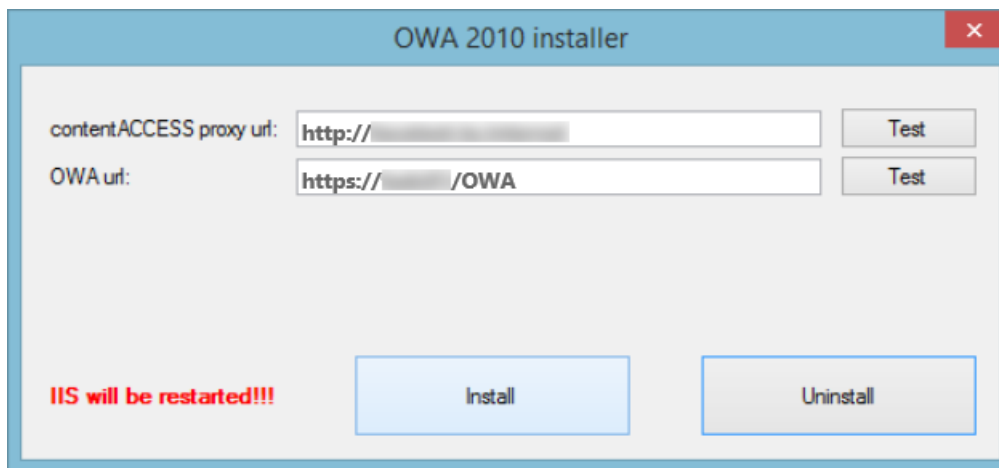 OWA 2010 installer
contentACCESS proxy url: http:// Test
OWA url: https:// /OWA Test
IIS will be restarted!!! Install Uninstall